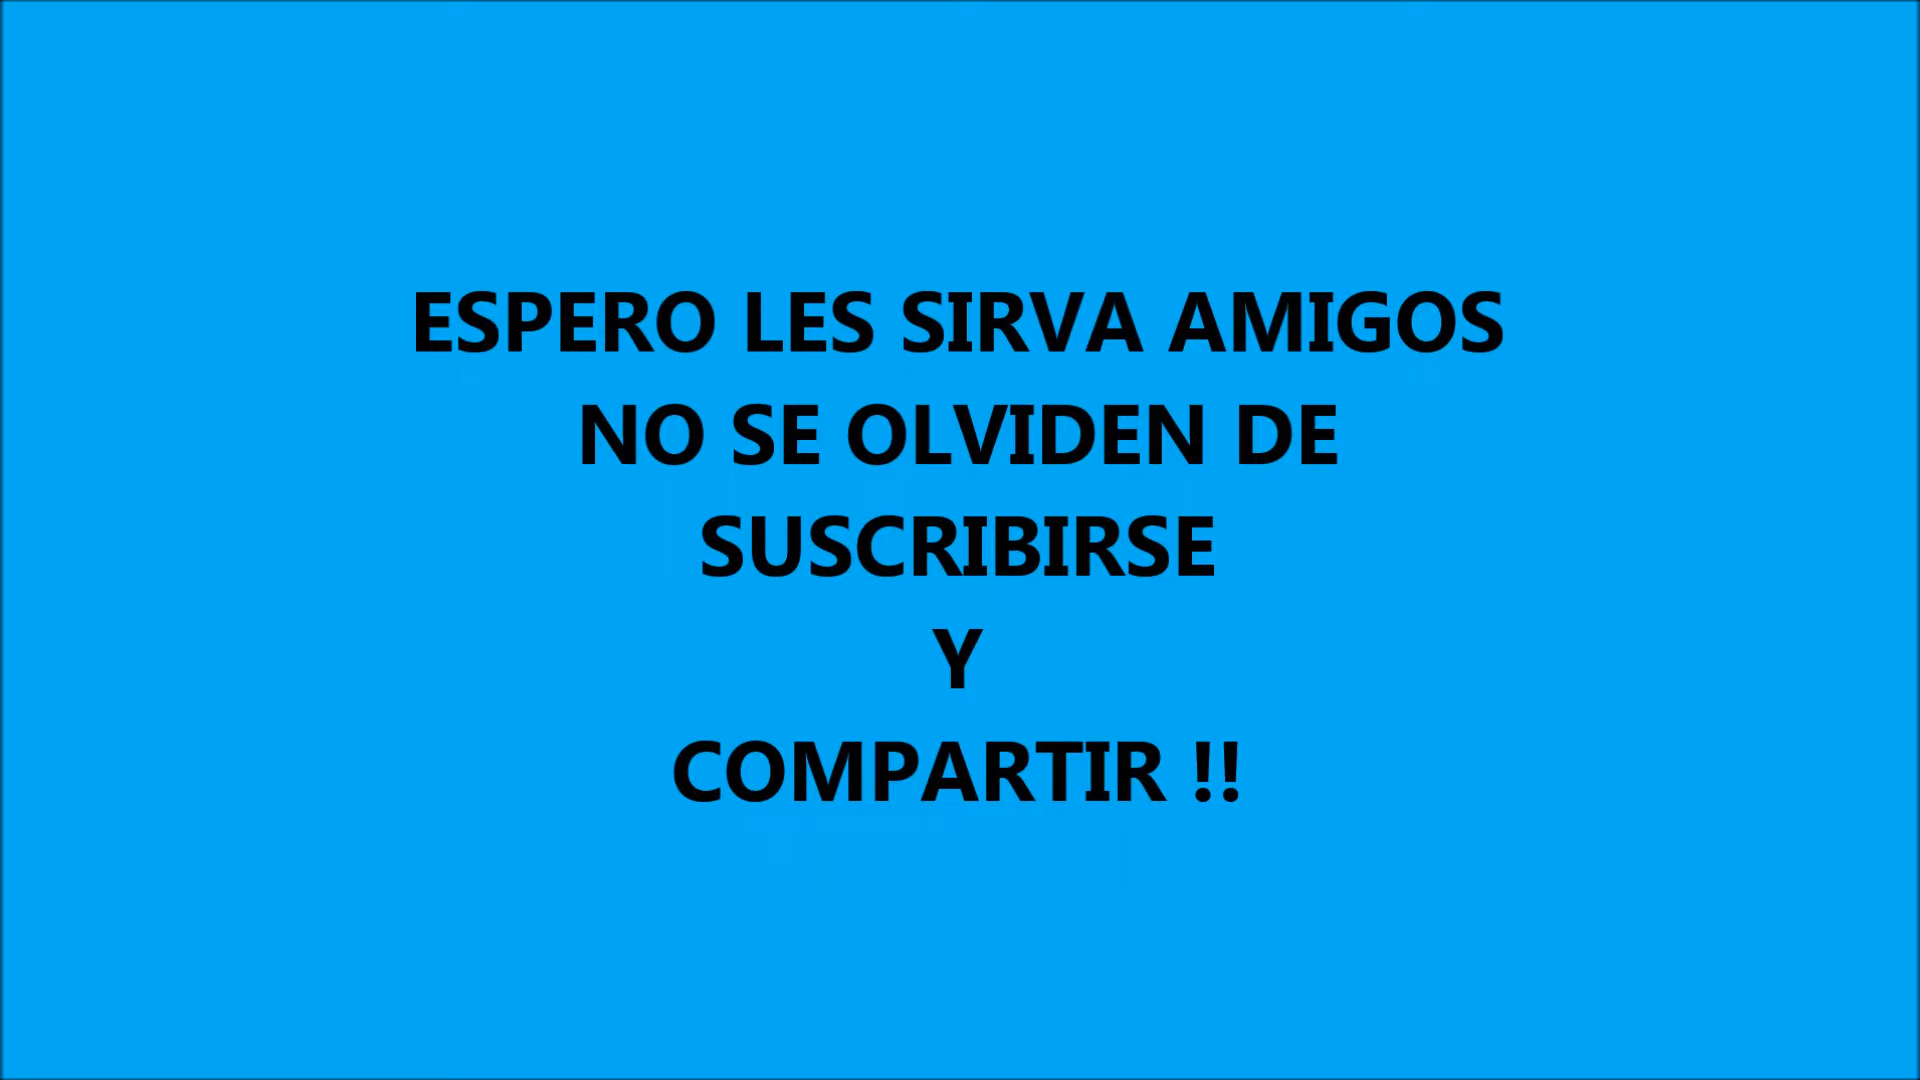 ESPERO LES SIRVA AMIGOS
NO SE OLVIDEN DE
SUSCRIBIRSE
Y
COMPARTIR !!